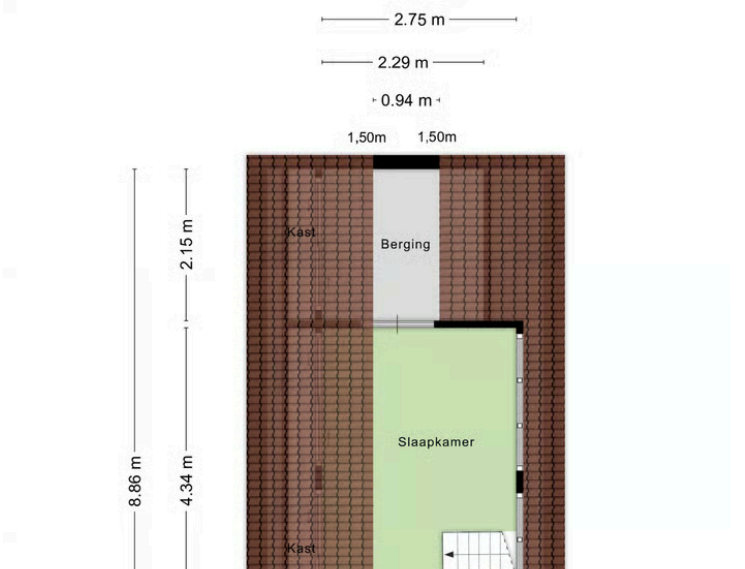 2.75 m
2.29 m
0.94 m
1,50m 1,50m
2.15 m
Kast
Berging
Slaapkamer
8.86 m
4.34 m
Kast